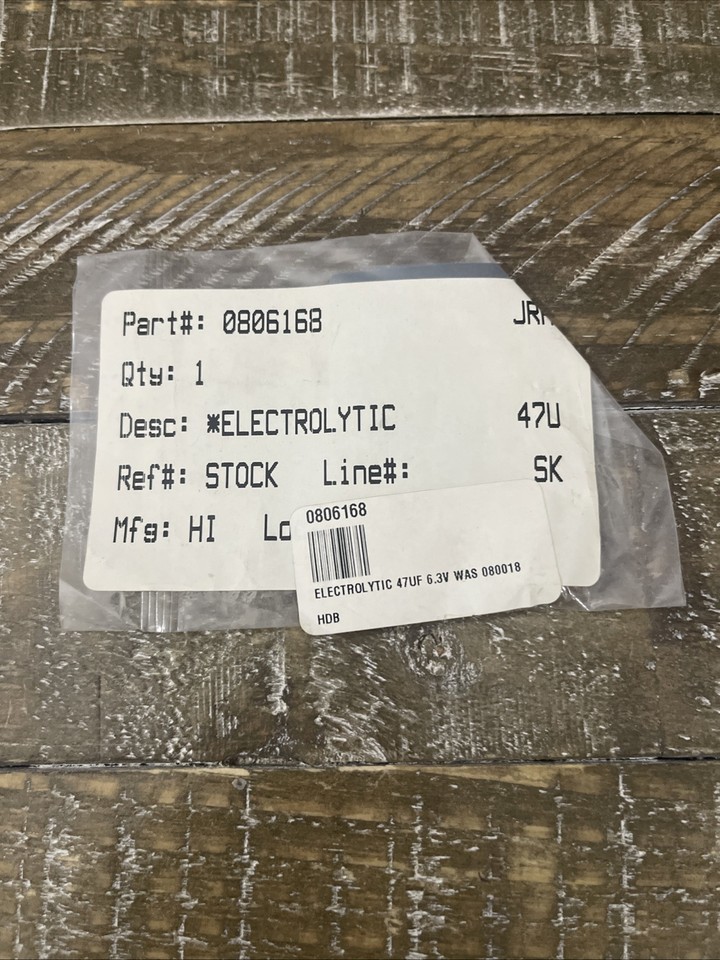 Part#: 0806168
Qty: 1
Desc: *ELECTROLYTIC 47U
Ref#: STOCK Line#: SK
Mfg: HI
0806168
ELECTROLYTIC 47UF 6.3V WAS 080018
HDB